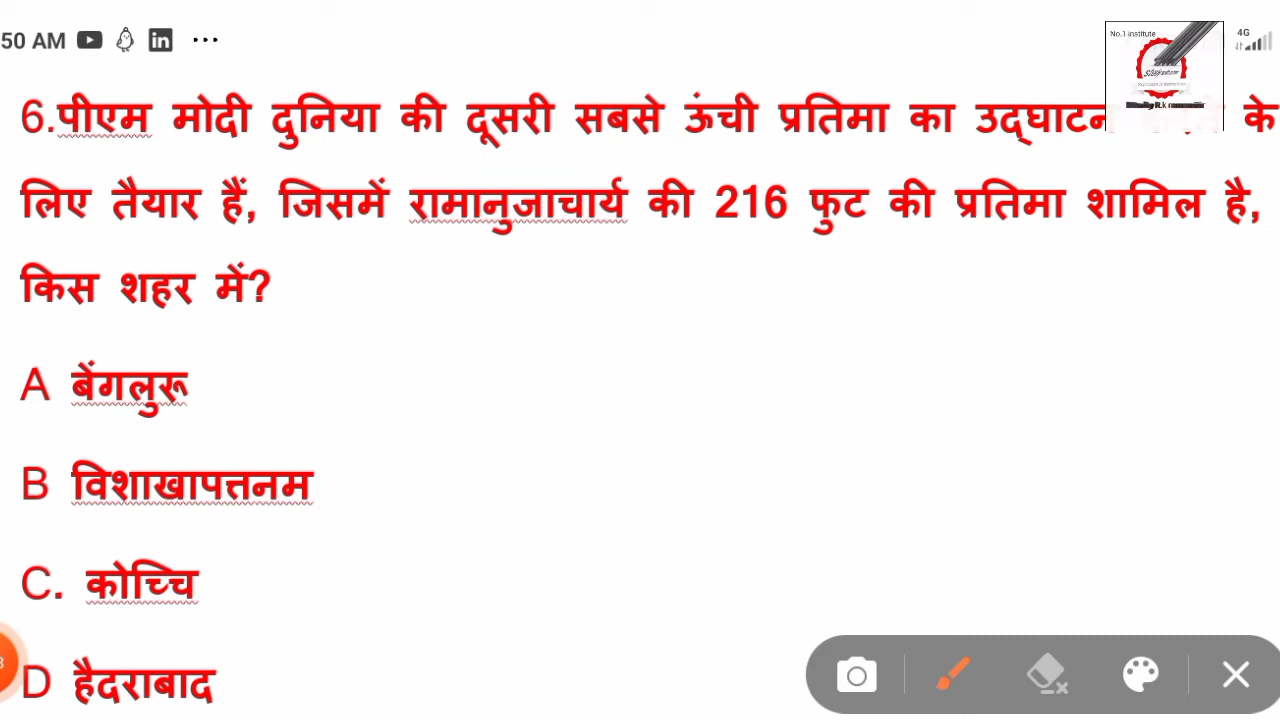 50 AM in ...
No.1 institute
4G
6.पीएम मोदी दुनिया की दूसरी सबसे ऊंची प्रतिमा का उद्घाटन के
लिए तैयार हैं, जिसमें रामानुजाचार्य की 216 फुट की प्रतिमा शामिल है,
किस शहर में?
A बेंगलुरू
B विशाखापत्तनम
C. कोच्चि
D हैदराबाद